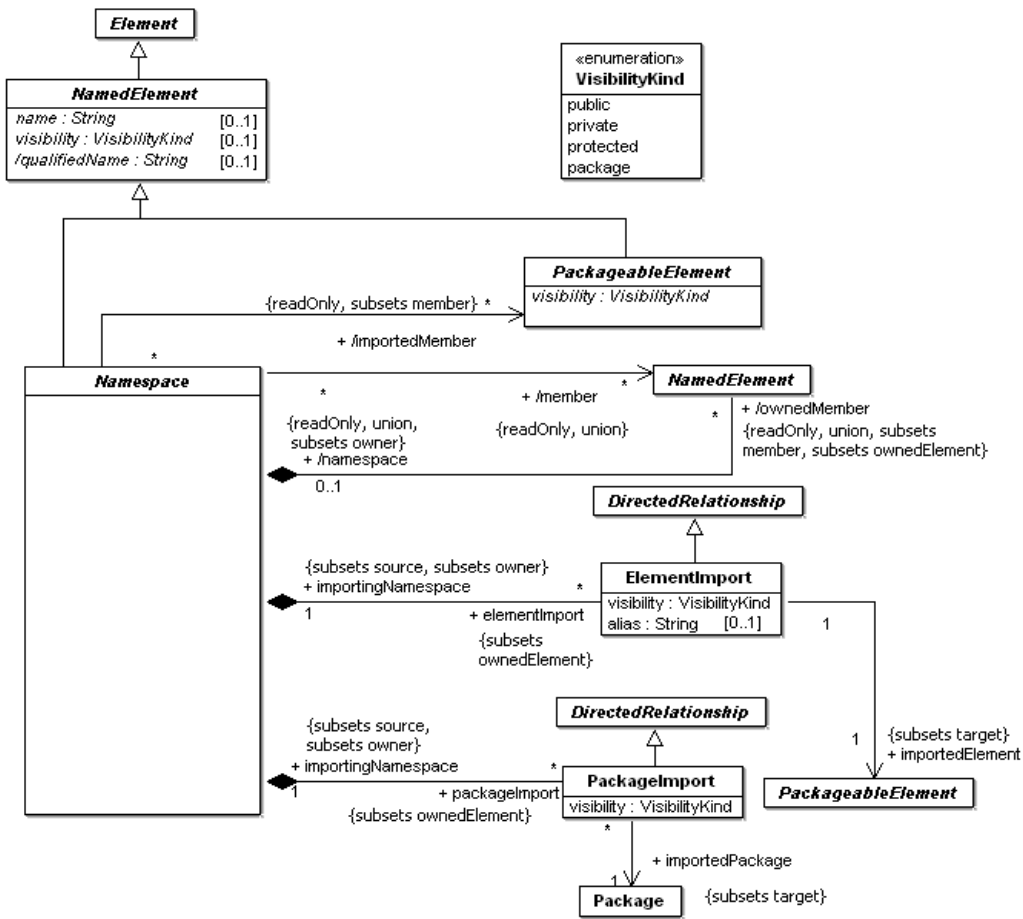 Element
NamedElement
name : String [0..1]
visibility : VisibilityKind [0..1]
/qualifiedName : String [0..1]
«enumeration»
VisibilityKind
public
private
protected
package
PackageableElement
visibility : VisibilityKind
{readOnly, subsets member} *
+ /importedMember
*
Namespace
NamedElement
*
*
+ /member
{readOnly, union}
*
+ /ownedMember
{readOnly, union, subsets
member, subsets ownedElement}
{readOnly, union,
subsets owner}
+ /namespace
0..1
DirectedRelationship
{subsets source, subsets owner}
+ importingNamespace
1
*
+ elementImport
{subsets
ownedElement}
ElementImport
visibility : VisibilityKind
alias : String [0..1]
1
DirectedRelationship
{subsets source,
subsets owner}
+ importingNamespace
1
*
+ packageImport
{subsets ownedElement}
PackageImport
visibility : VisibilityKind
1
{subsets target}
+ importedElement
PackageableElement
*
+ importedPackage
1
{subsets target}
Package